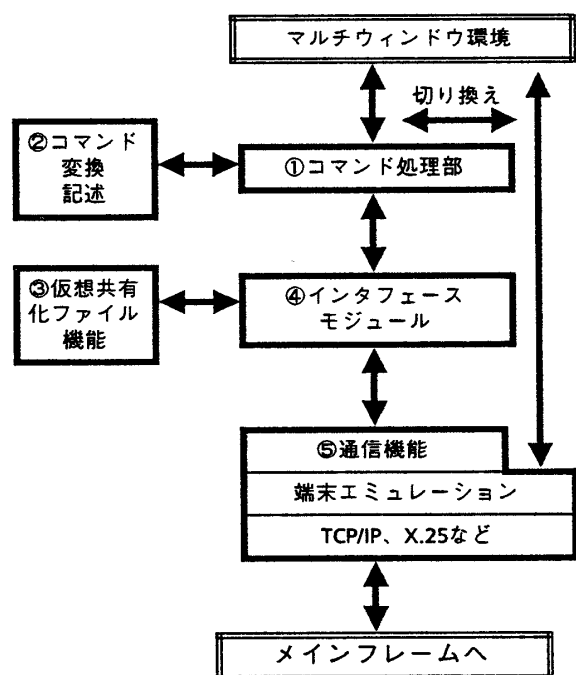 マルチウィンドウ環境
切り換え
②コマンド
変換
記述
①コマンド処理部
③仮想共有
化ファイル
機能
④インタフェース
モジュール
⑤通信機能
端末エミュレーション
TCP/IP、X.25など
メインフレームへ